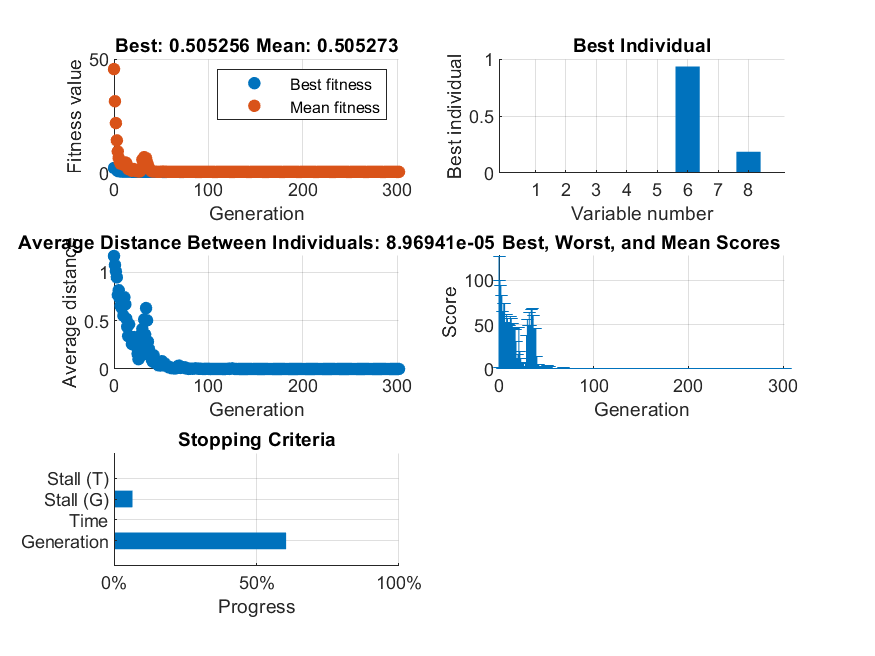 Best: 0.505256 Mean: 0.505273
50
0
Fitness value
Best fitness
Mean fitness
0 100 200 300
Generation
Best Individual
1
0.5
0
Best individual
1 2 3 4 5 6 7 8
Variable number
Average Distance Between Individuals: 8.96941e-05
1
0.5
0
Average distance
0 100 200 300
Generation
Best, Worst, and Mean Scores
100
50
0
Score
0 100 200 300
Generation
Stopping Criteria
Stall (T)
Stall (G)
Time
Generation
0% 50% 100%
Progress